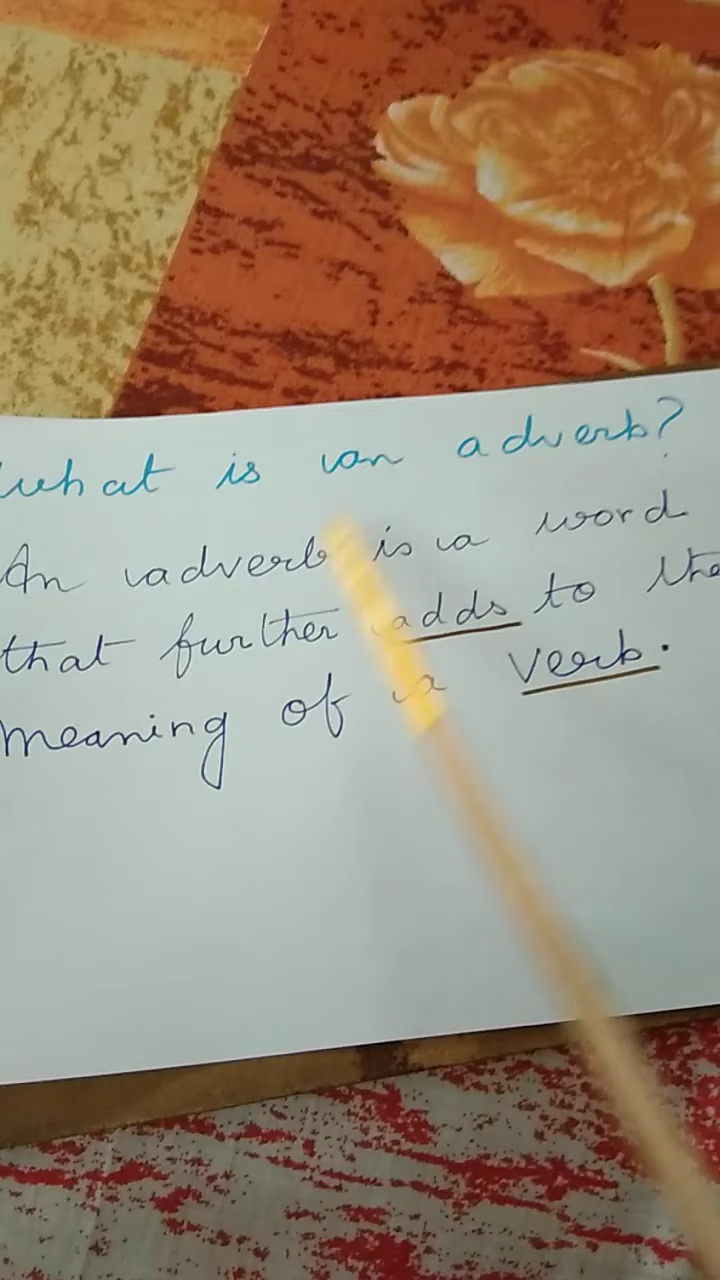 what is an adverb?
An adverb is a word
that further adds to the
meaning of a verb.